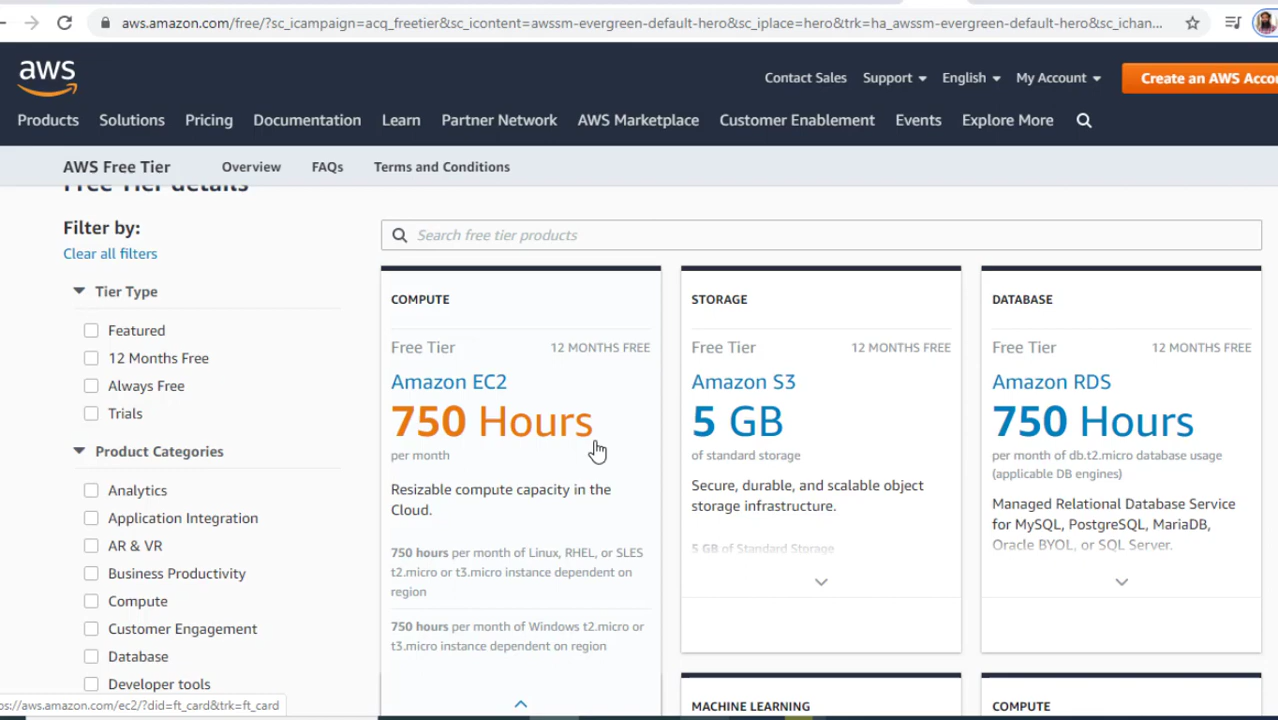 aws.amazon.com/free/?sc_icampaign=acq_freetier&sc_icontent=awssm-evergreen-default-hero&sc_iplace=hero&trk=ha_awssm-evergreen-default-hero&sc_ichan...
aws
Contact Sales
Support
English
My Account
Create an AWS Accou
Products
Solutions
Pricing
Documentation
Learn
Partner Network
AWS Marketplace
Customer Enablement
Events
Explore More
AWS Free Tier
Overview
FAQs
Terms and Conditions
Free Tier details
Filter by:
Clear all filters
Tier Type
Featured
12 Months Free
Always Free
Trials
Product Categories
Analytics
Application Integration
AR & VR
Business Productivity
Compute
Customer Engagement
Database
Developer tools
Search free tier products
COMPUTE
Free Tier
12 MONTHS FREE
Amazon EC2
750 Hours
per month
Resizable compute capacity in the
Cloud.
750 hours per month of Linux, RHEL, or SLES
t2.micro or t3.micro instance dependent on
region
750 hours per month of Windows t2.micro or
t3.micro instance dependent on region
STORAGE
Free Tier
12 MONTHS FREE
Amazon S3
5 GB
of standard storage
Secure, durable, and scalable object
storage infrastructure.
5 GB of Standard Storage
DATABASE
Free Tier
12 MONTHS FREE
Amazon RDS
750 Hours
per month of db.t2.micro database usage
(applicable DB engines)
Managed Relational Database Service
for MySQL, PostgreSQL, MariaDB,
Oracle BYOL, or SQL Server.
MACHINE LEARNING
COMPUTE
ps://aws.amazon.com/ec2/?did=ft_card&trk=ft_card